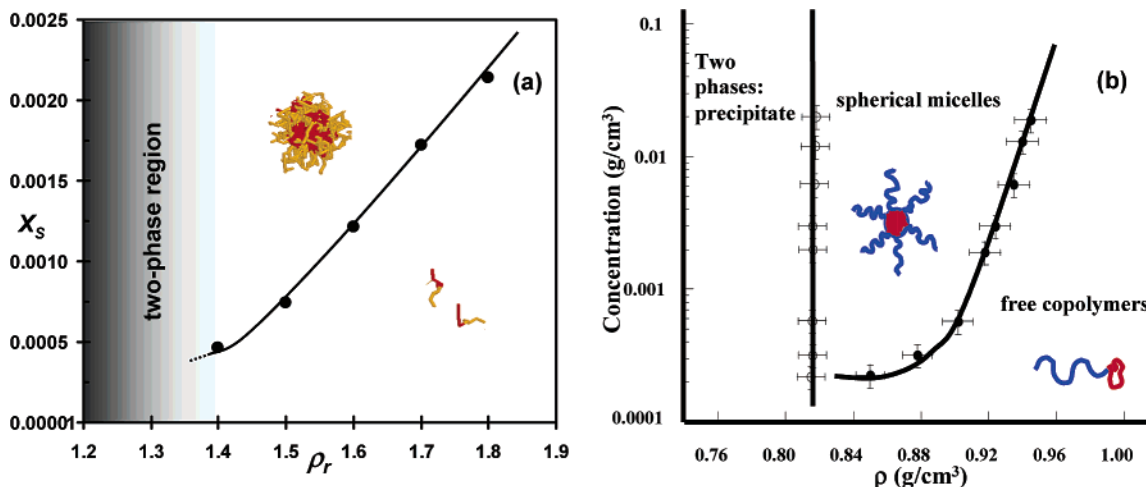 0.0025
0.0020
0.0015
0.0010
0.0005
0.00001
Xs
two-phase region
(a)
1.2 1.3 1.4 1.5 1.6 1.7 1.8 1.9
ρr
0.1
0.01
0.001
0.0001
Concentration (g/cm³)
Two
phases:
precipitate
(b)
spherical micelles
free copolymers
0.76 0.80 0.84 0.88 0.92 0.96 1.00
ρ (g/cm³)